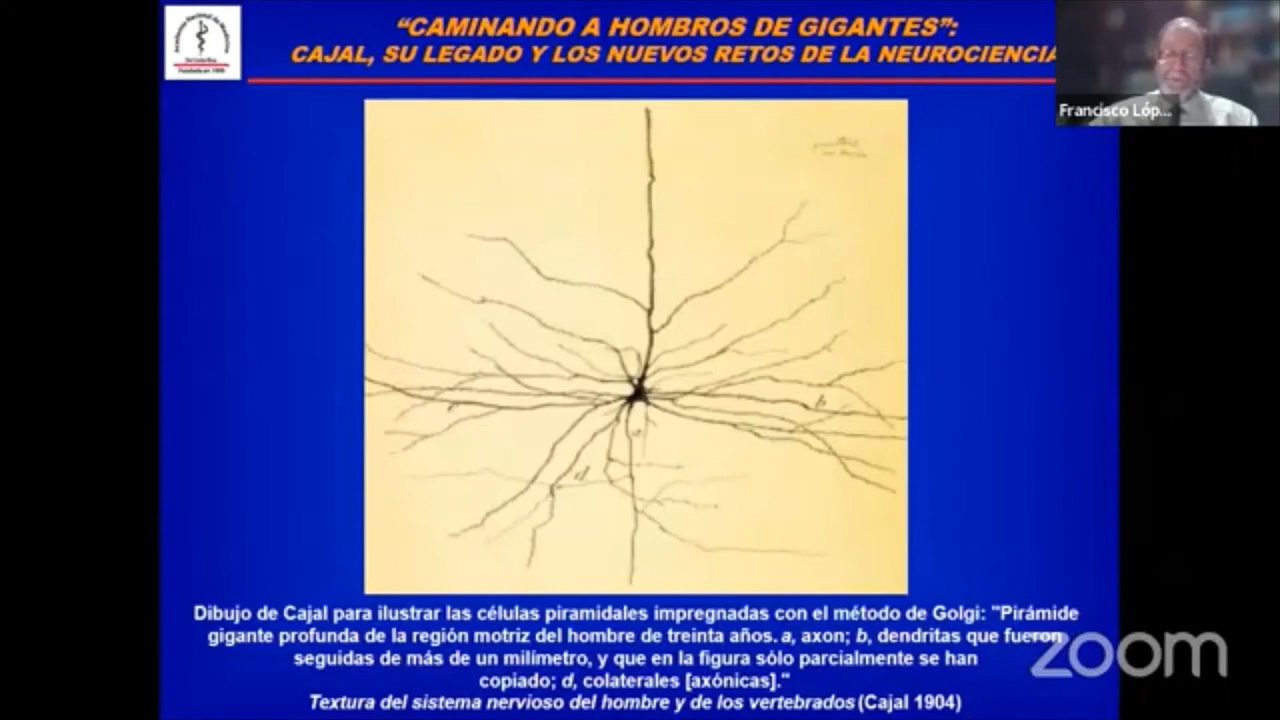 “CAMINANDO A HOMBROS DE GIGANTES”:
CAJAL, SU LEGADO Y LOS NUEVOS RETOS DE LA NEUROCIENCIA
Francisco Lóp...
b
d
Dibujo de Cajal para ilustrar las células piramidales impregnadas con el método de Golgi: "Pirámide
gigante profunda de la región motriz del hombre de treinta años. a, axon; b, dendritas que fueron
seguidas de más de un milímetro, y que en la figura sólo parcialmente se han
copiado; d, colaterales [axónicas]."
Textura del sistema nervioso del hombre y de los vertebrados (Cajal 1904)
zoom